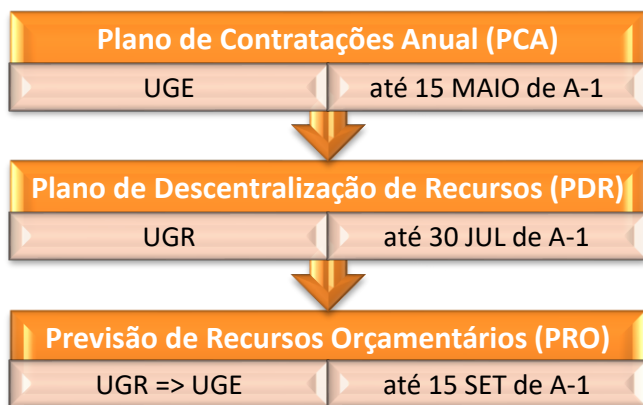 Plano de Contratações Anual (PCA)
UGE até 15 MAIO de A-1
Plano de Descentralização de Recursos (PDR)
UGR até 30 JUL de A-1
Previsão de Recursos Orçamentários (PRO)
UGR => UGE até 15 SET de A-1